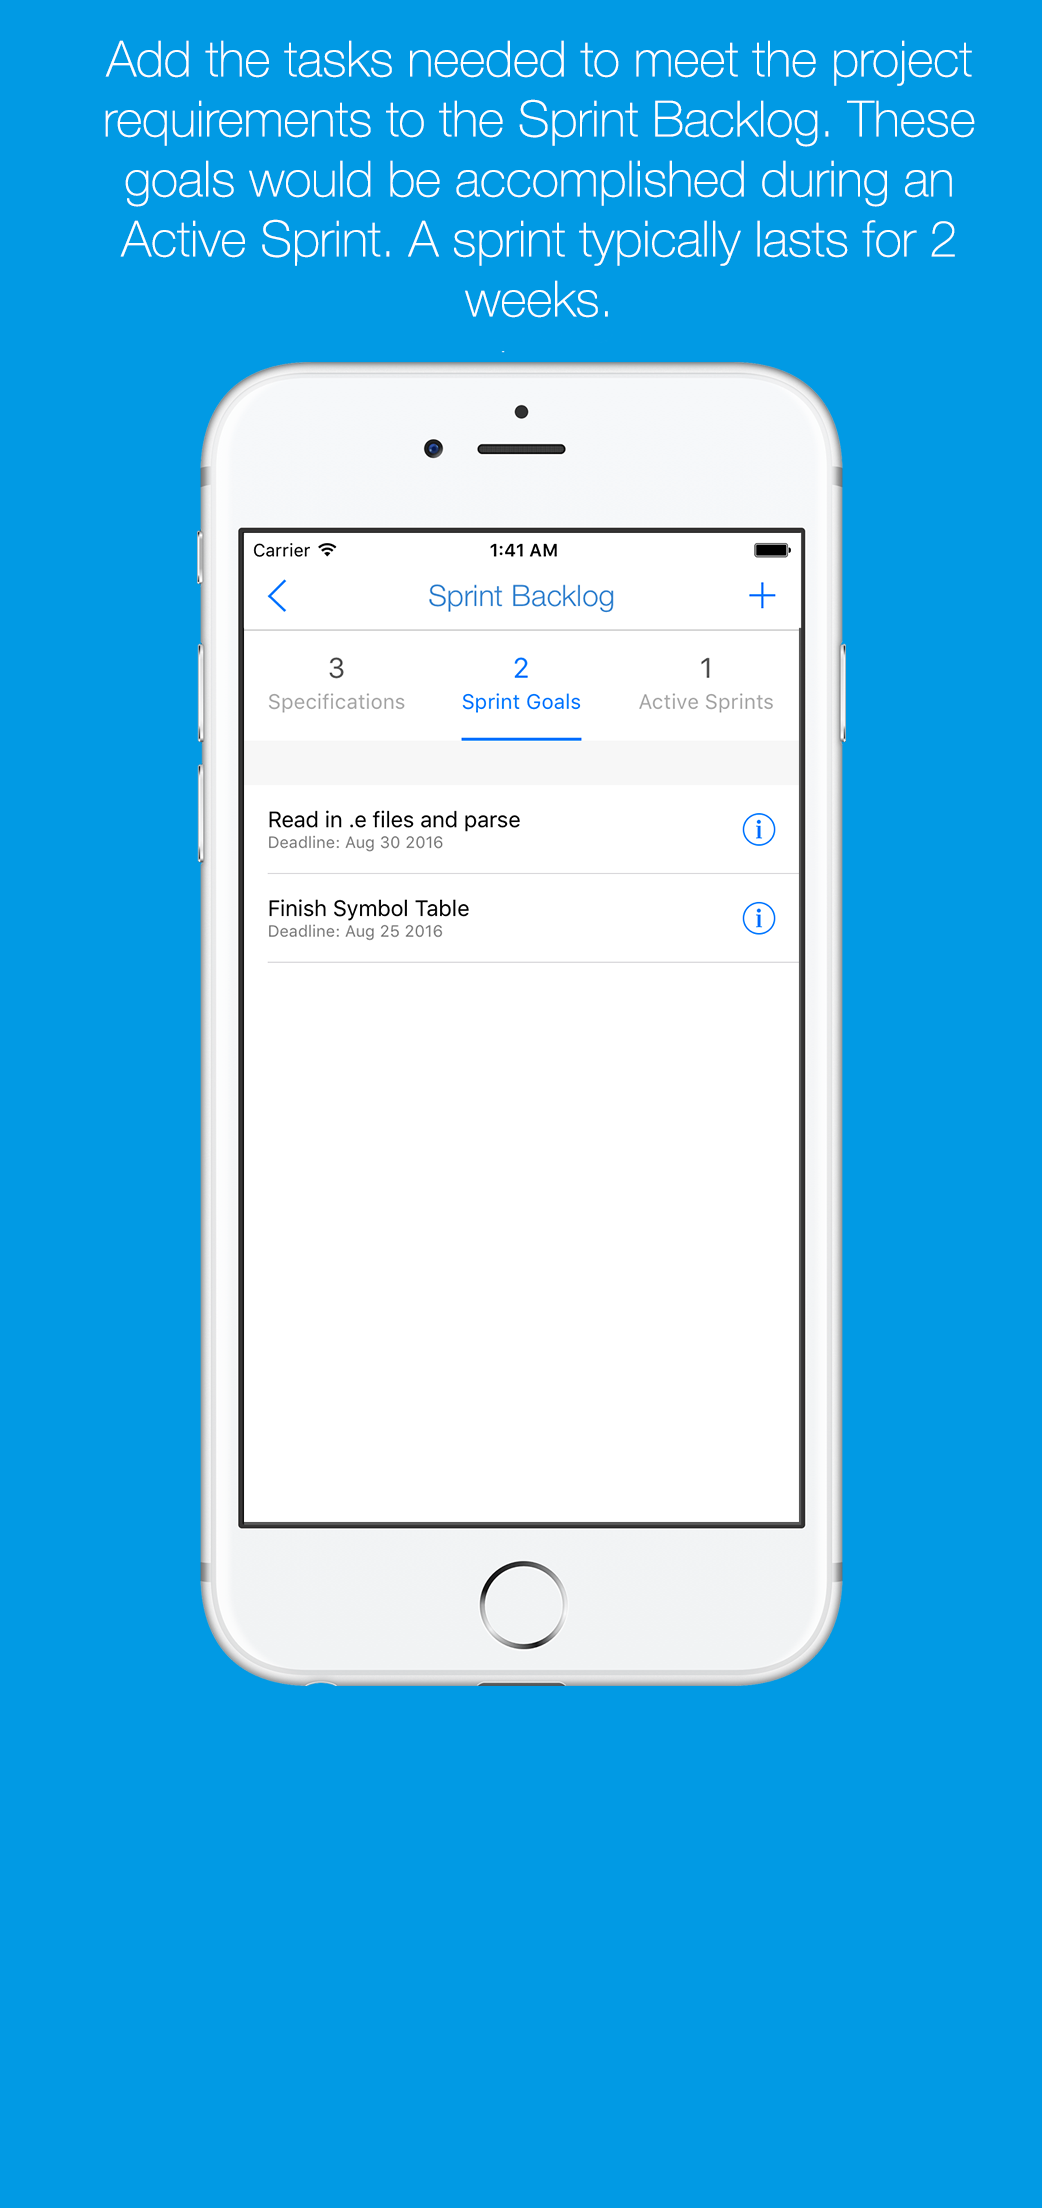 Add the tasks needed to meet the project
requirements to the Sprint Backlog. These
goals would be accomplished during an
Active Sprint. A sprint typically lasts for 2
weeks.
Carrier 1:41 AM
Sprint Backlog
3 2 1
Specifications Sprint Goals Active Sprints
Read in .e files and parse
Deadline: Aug 30 2016
Finish Symbol Table
Deadline: Aug 25 2016